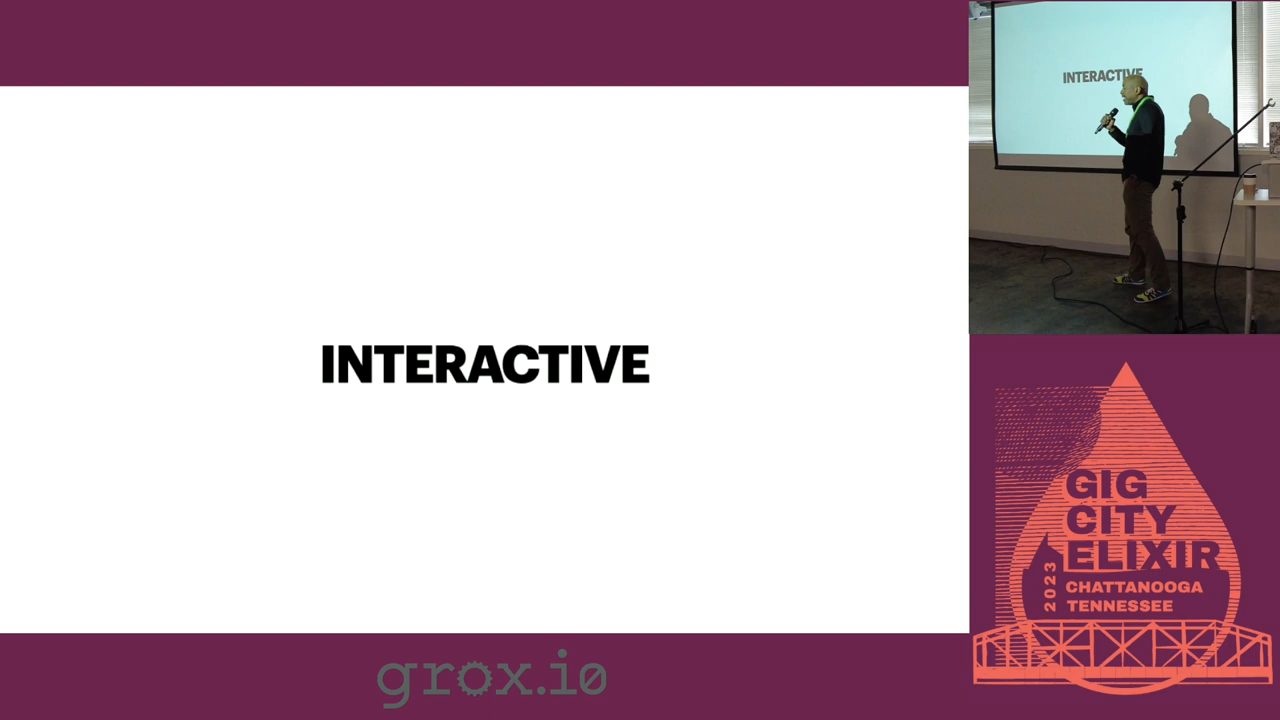 INTERACTIVE
INTERACTIVE
GIG
CITY
ELIXIR
2023
CHATTANOOGA
TENNESSEE
grox.io